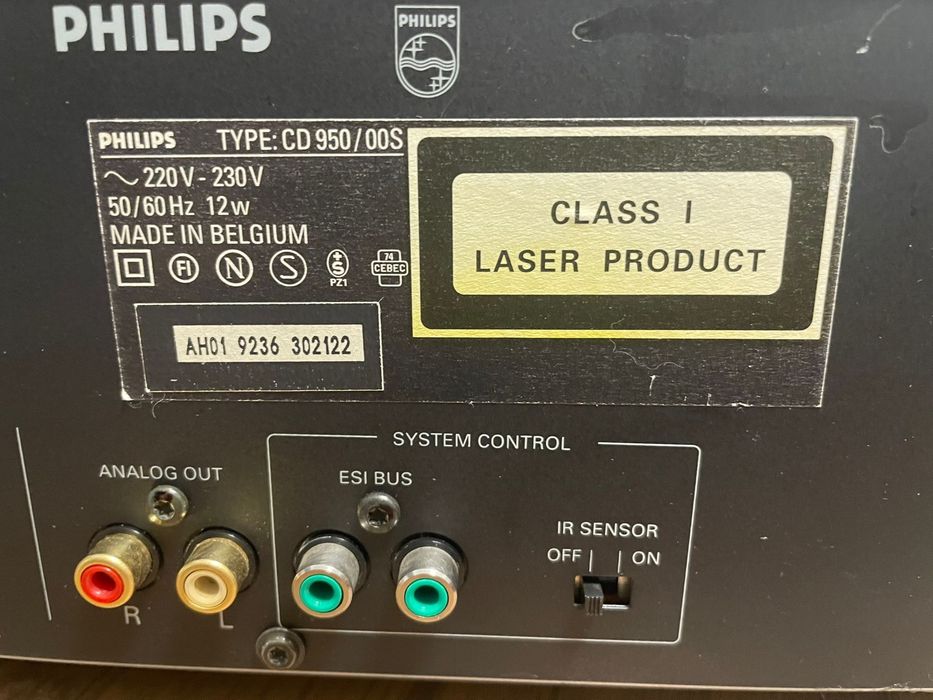 PHILIPS
PHILIPS
PHILIPS TYPE: CD 950/00S
~ 220V - 230V
50/60Hz 12w
MADE IN BELGIUM
FI N S S 74 CEBEC
PZ1
CLASS I
LASER PRODUCT
AH01 9236 302122
SYSTEM CONTROL
ANALOG OUT
ESI BUS
IR SENSOR
OFF ON
R L